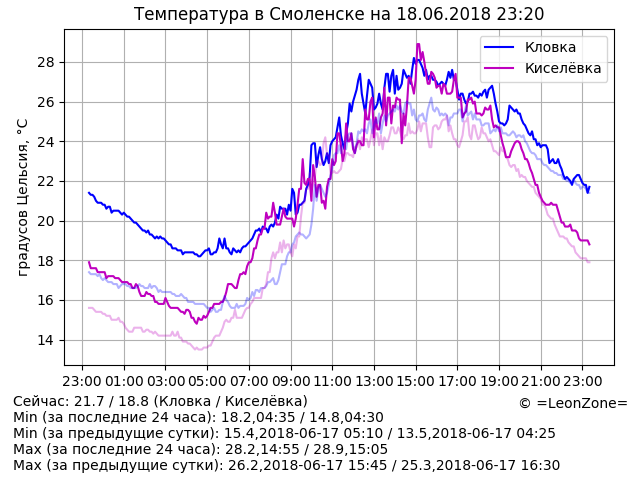 Температура в Смоленске на 18.06.2018 23:20
Кловка
Киселёвка
градусов Цельсия, °C
28
26
24
22
20
18
16
14
23:00 01:00 03:00 05:00 07:00 09:00 11:00 13:00 15:00 17:00 19:00 21:00 23:00
Сейчас: 21.7 / 18.8 (Кловка / Киселёвка)
© =LeonZone=
Min (за последние 24 часа): 18.2,04:35 / 14.8,04:30
Min (за предыдущие сутки): 15.4,2018-06-17 05:10 / 13.5,2018-06-17 04:25
Max (за последние 24 часа): 28.2,14:55 / 28.9,15:05
Max (за предыдущие сутки): 26.2,2018-06-17 15:45 / 25.3,2018-06-17 16:30